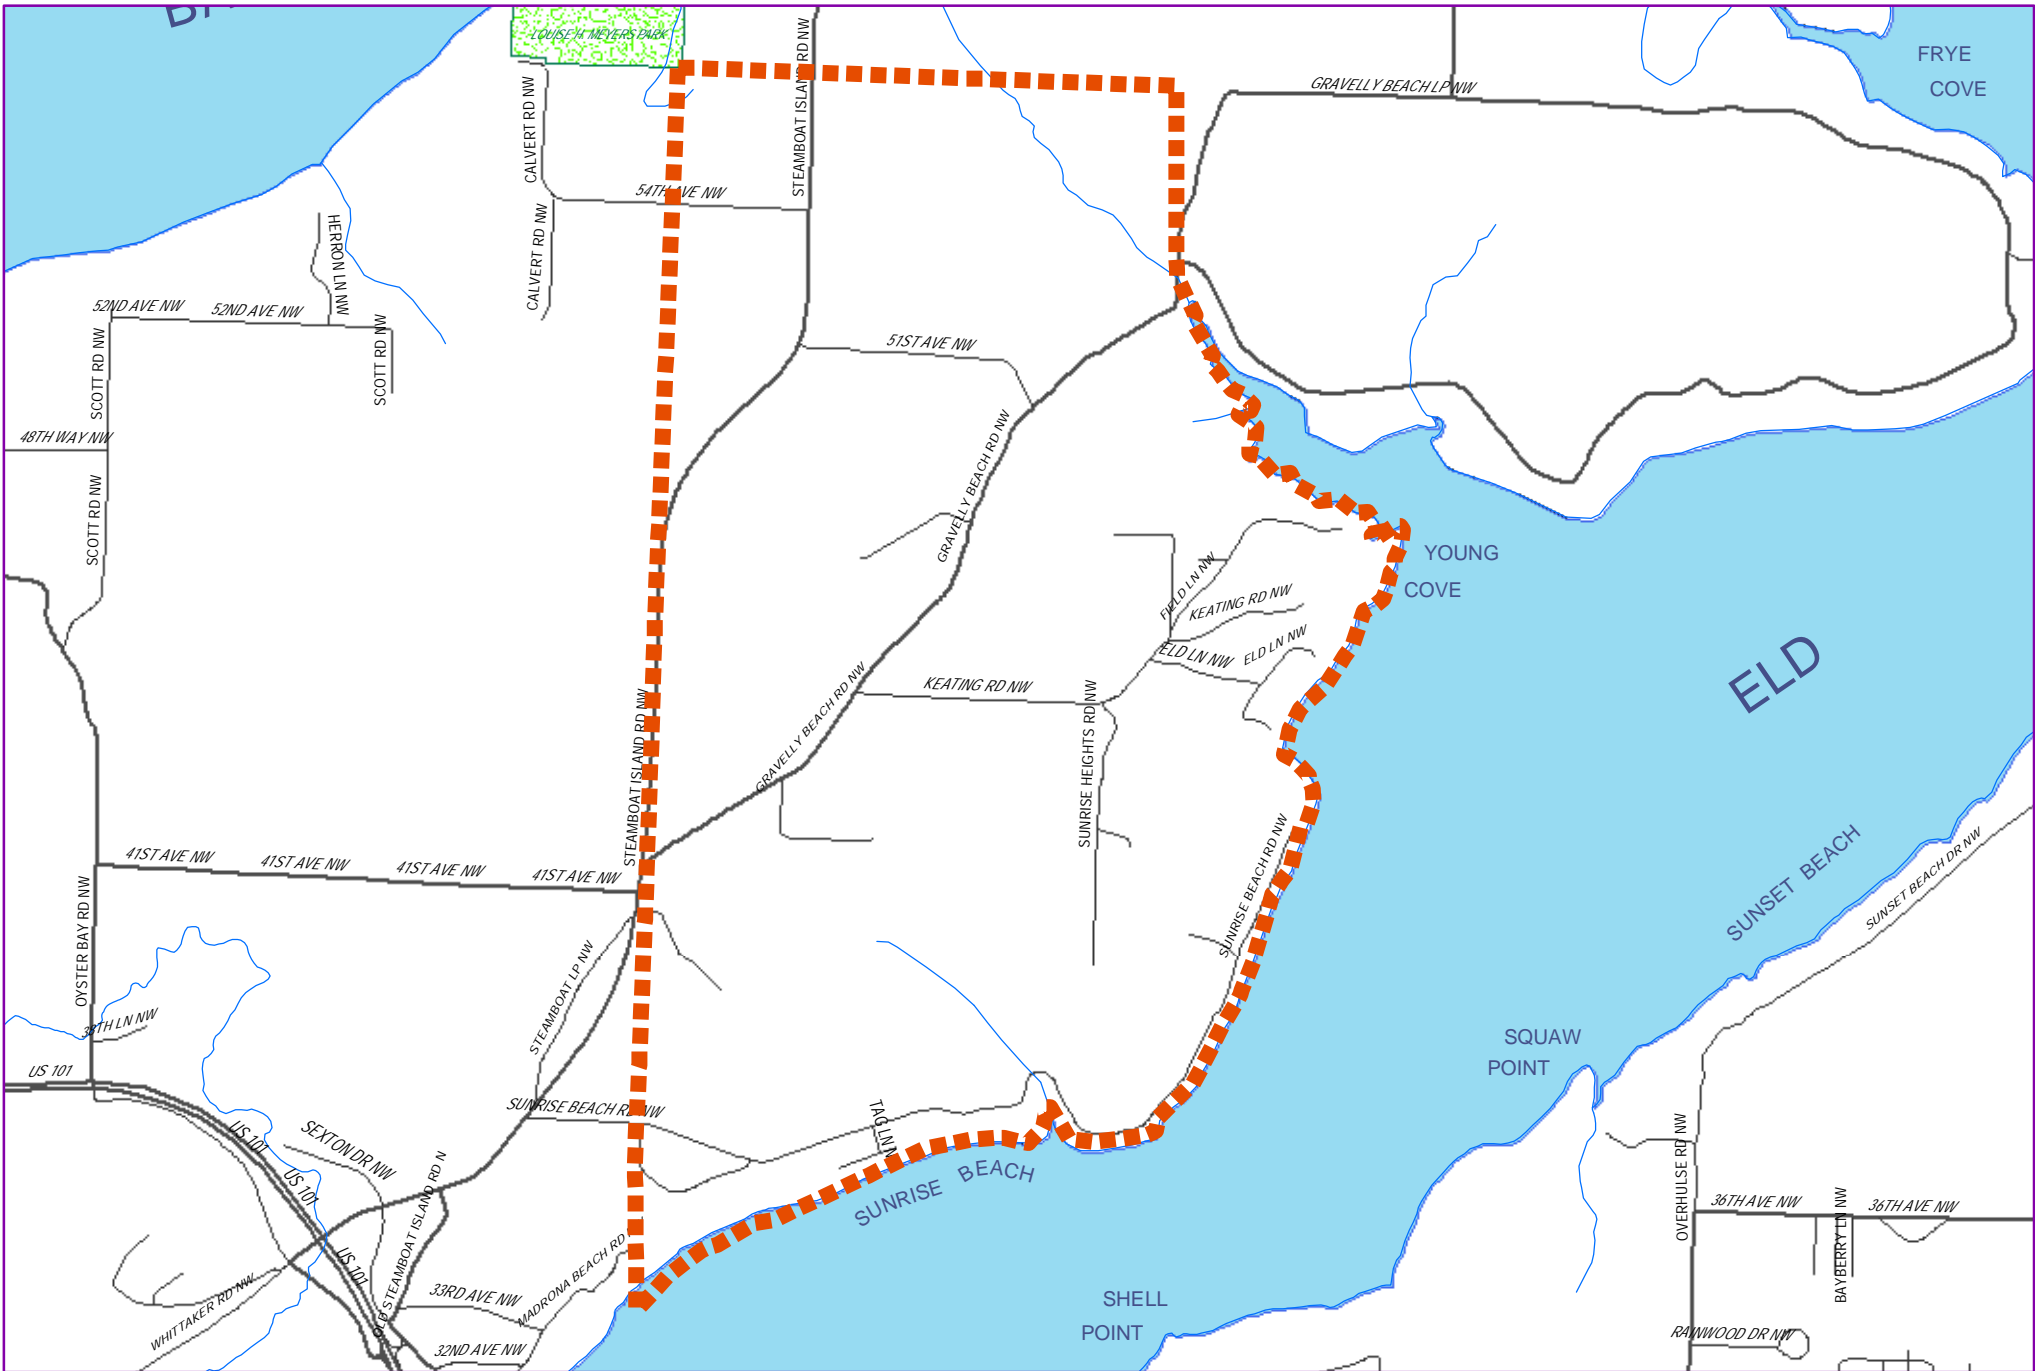 BA
LOUISE H. MEYERS PARK
STEAMBOAT ISLAND RD NW
FRYE
COVE
GRAVELLY BEACH LP NW
CALVERT RD NW
54TH AVE NW
CALVERT RD NW
HERRON LN NW
52ND AVE NW
52ND AVE NW
SCOTT RD NW
SCOTT RD NW
51ST AVE NW
48TH WAY NW
SCOTT RD NW
GRAVELLY BEACH RD NW
YOUNG
COVE
FIELD LN NW
KEATING RD NW
ELD LN NW
ELD LN NW
ELD
KEATING RD NW
GRAVELLY BEACH RD NW
STEAMBOAT ISLAND RD NW
SUNRISE HEIGHTS RD NW
41ST AVE NW
41ST AVE NW
41ST AVE NW
41ST AVE NW
SUNRISE BEACH RD NW
SUNSET BEACH
SUNSET BEACH DR NW
OYSTER BAY RD NW
STEAMBOAT LP NW
38TH LN NW
SQUAW
POINT
US 101
SUNRISE BEACH RD NW
TAG LN N
US 101
SEXTON DR NW
US 101
SUNRISE BEACH
OVERHULSE RD NW
36TH AVE NW
36TH AVE NW
BAYBERRY LN NW
OLD STEAMBOAT ISLAND RD N
US 101
MADRONA BEACH RD
33RD AVE NW
WHITTAKER RD NW
32ND AVE NW
SHELL
POINT
RAINWOOD DR NW